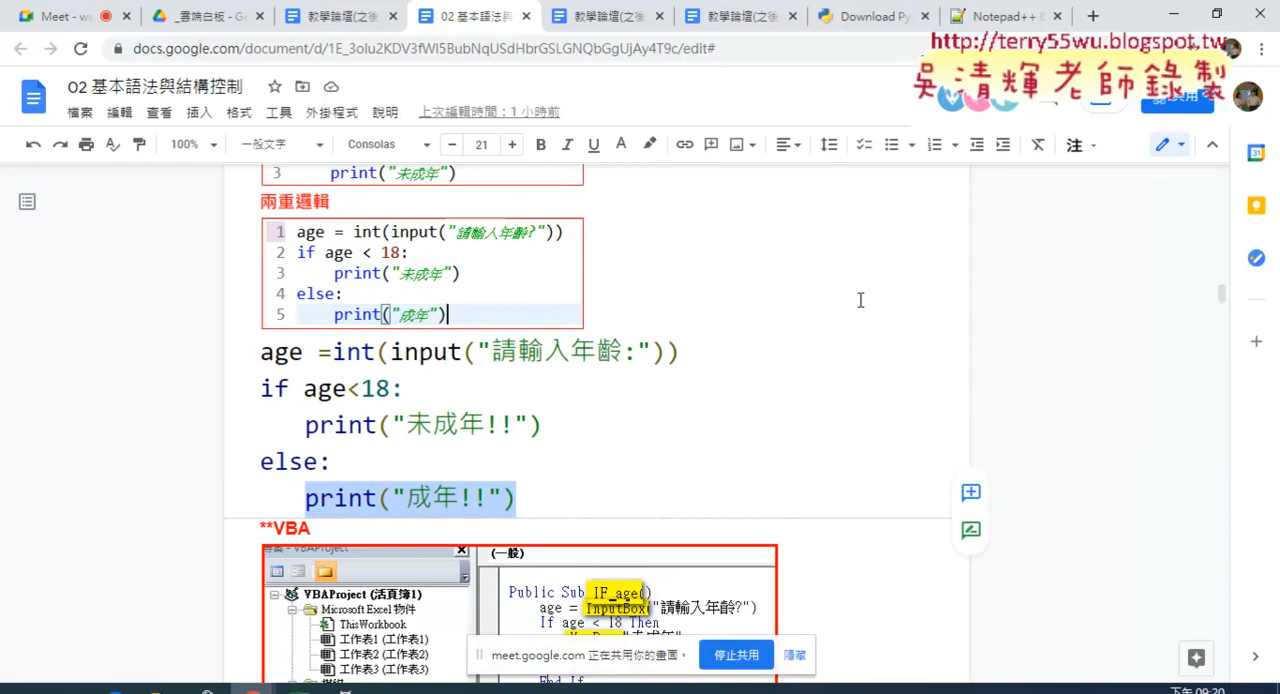 Meet - w
_雲端白板 - G
教學論壇(之後
02 基本語法與
教學論壇(之後
教學論壇(之後
Download Py
Notepad++
docs.google.com/document/d/1E_3olu2KDV3fWl5BubNqUSdHbrGSLGNQbGgUjAy4T9c/edit#
http://terry55wu.blogspot.tw
吳清輝老師錄製
02 基本語法與結構控制
檔案 編輯 查看 插入 格式 工具 外掛程式 說明 上次編輯時間：1 小時前
100% 一般文字 Consolas 21 B I U A 注
3 print("未成年")
兩重邏輯
1 age = int(input("請輸入年齡?"))
2 if age < 18:
3 print("未成年")
4 else:
5 print("成年")
age =int(input("請輸入年齡:"))
if age<18:
print("未成年!!")
else:
print("成年!!")
**VBA
專案 - VBAProject
(一般)
VBAProject (活頁簿1)
Microsoft Excel 物件
ThisWorkbook
工作表1 (工作表1)
工作表2 (工作表2)
工作表3 (工作表3)
Public Sub IF_age()
age = InputBox("請輸入年齡?")
If age < 18 Then
End If
meet.google.com 正在共用你的畫面。 停止共用 隱藏
下午 09:20